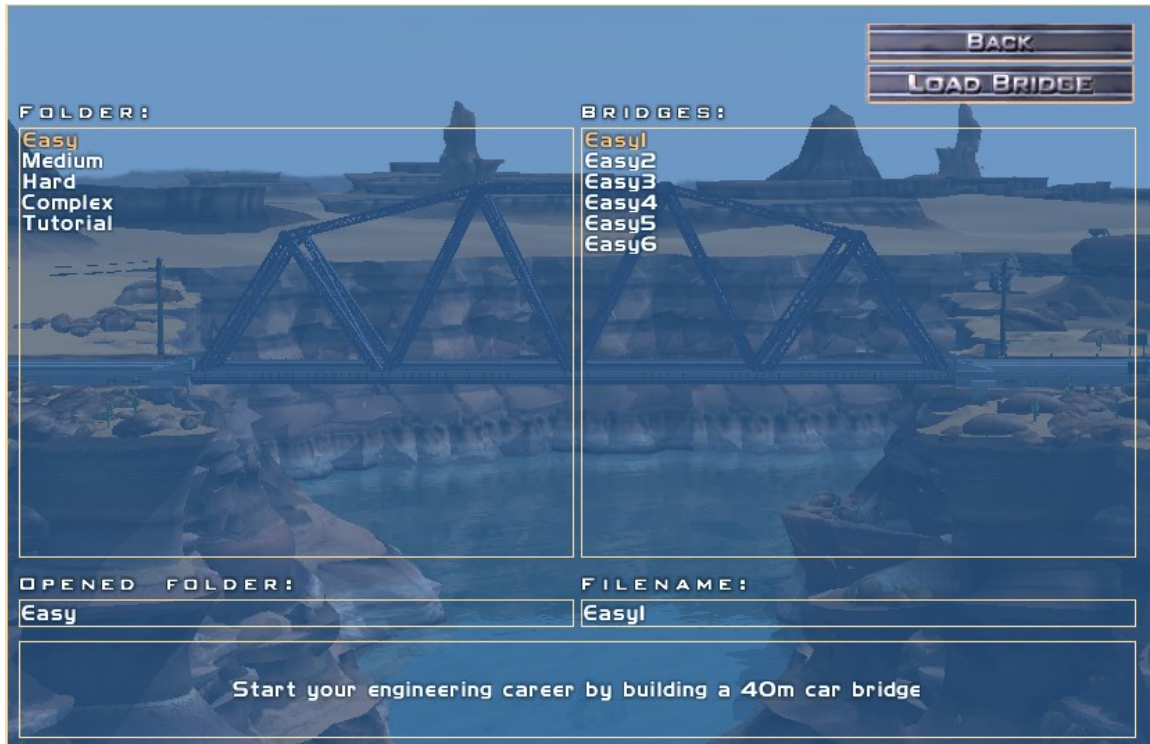 BACK
LOAD BRIDGE
FOLDER:
Easy
Medium
Hard
Complex
Tutorial
BRIDGES:
Easy1
Easy2
Easy3
Easy4
Easy5
Easy6
OPENED FOLDER:
Easy
FILENAME:
Easy1
Start your engineering career by building a 40m car bridge